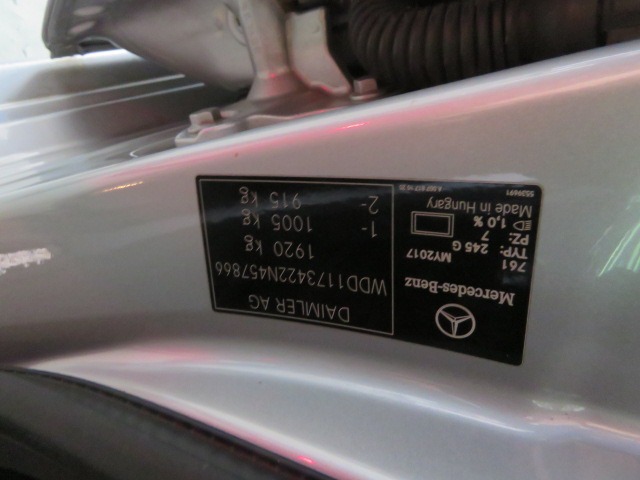 DAIMLER AG
WDD1173422N457866
1920 kg
1- 1005 kg
2- 915 kg
Mercedes-Benz
761 MY2017
TYP: 245 G
PZ: 7
1,0 %
Made in Hungary
5539691